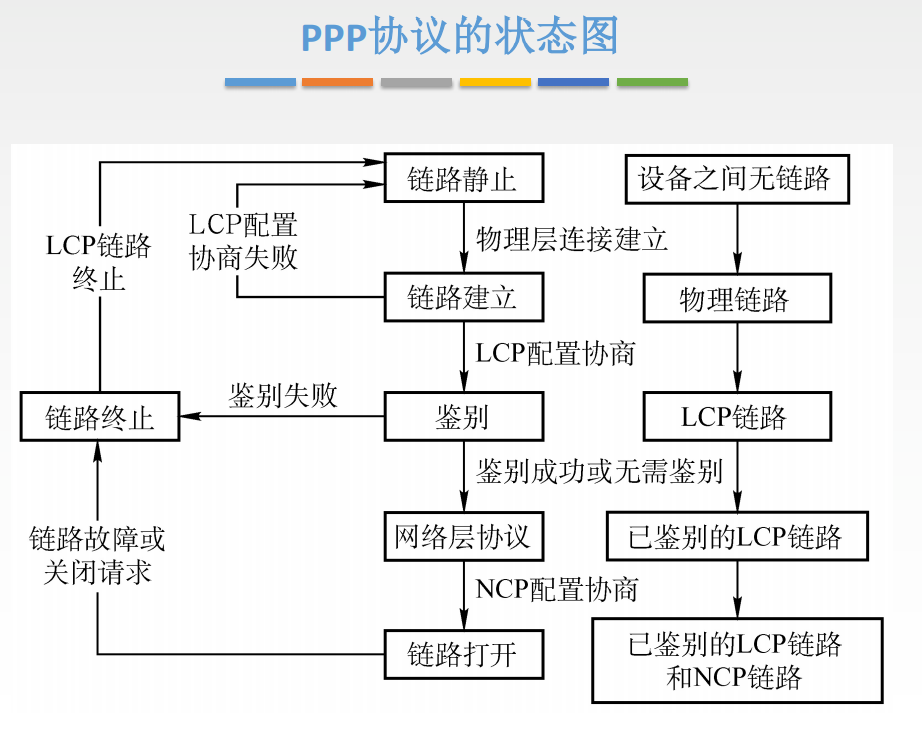 PPP协议的状态图
链路静止
设备之间无链路
LCP配置
协商失败
物理层连接建立
LCP链路
终止
链路建立
物理链路
LCP配置协商
鉴别失败
链路终止
鉴别
LCP链路
鉴别成功或无需鉴别
网络层协议
已鉴别的LCP链路
链路故障或
关闭请求
NCP配置协商
链路打开
已鉴别的LCP链路
和NCP链路